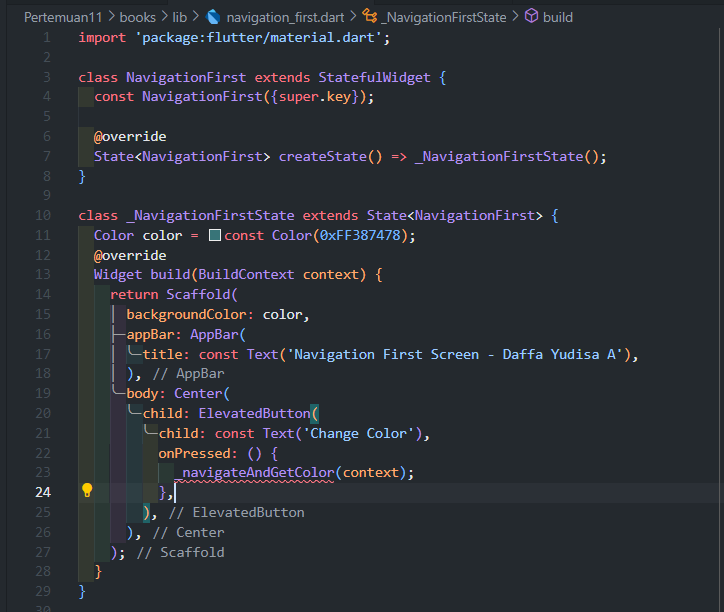 Pertemuan11 > books > lib > navigation_first.dart > _NavigationFirstState > build
1 import 'package:flutter/material.dart';
2
3 class NavigationFirst extends StatefulWidget {
4   const NavigationFirst({super.key});
5
6   @override
7   State<NavigationFirst> createState() => _NavigationFirstState();
8 }
9
10 class _NavigationFirstState extends State<NavigationFirst> {
11   Color color = const Color(0xFF387478);
12   @override
13   Widget build(BuildContext context) {
14     return Scaffold(
15       backgroundColor: color,
16       appBar: AppBar(
17         title: const Text('Navigation First Screen - Daffa Yudisa A'),
18       ), // AppBar
19       body: Center(
20         child: ElevatedButton(
21           child: const Text('Change Color'),
22           onPressed: () {
23             _navigateAndGetColor(context);
24           },
25         ), // ElevatedButton
26       ), // Center
27     ); // Scaffold
28   }
29 }
30